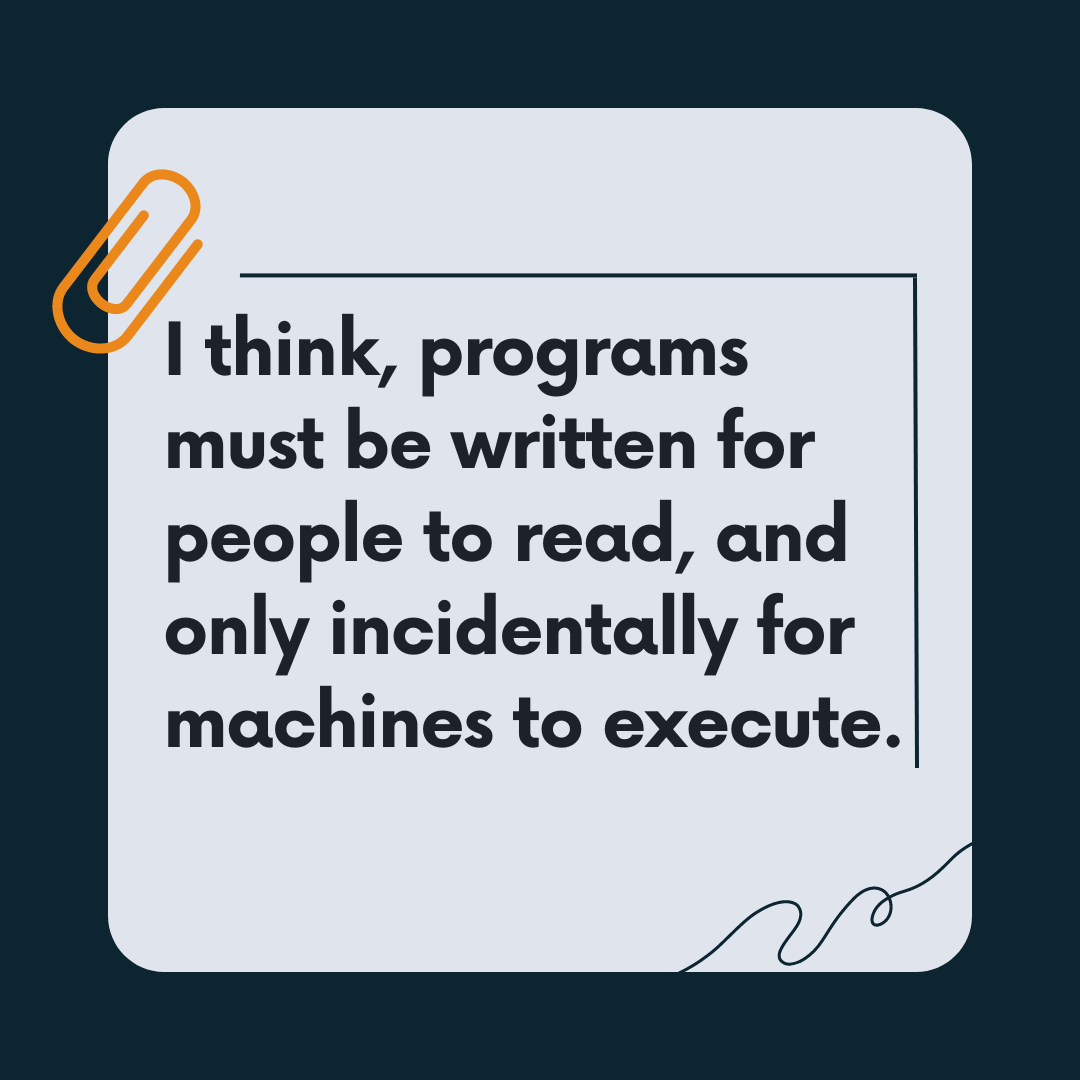 I think, programs
must be written for
people to read, and
only incidentally for
machines to execute.